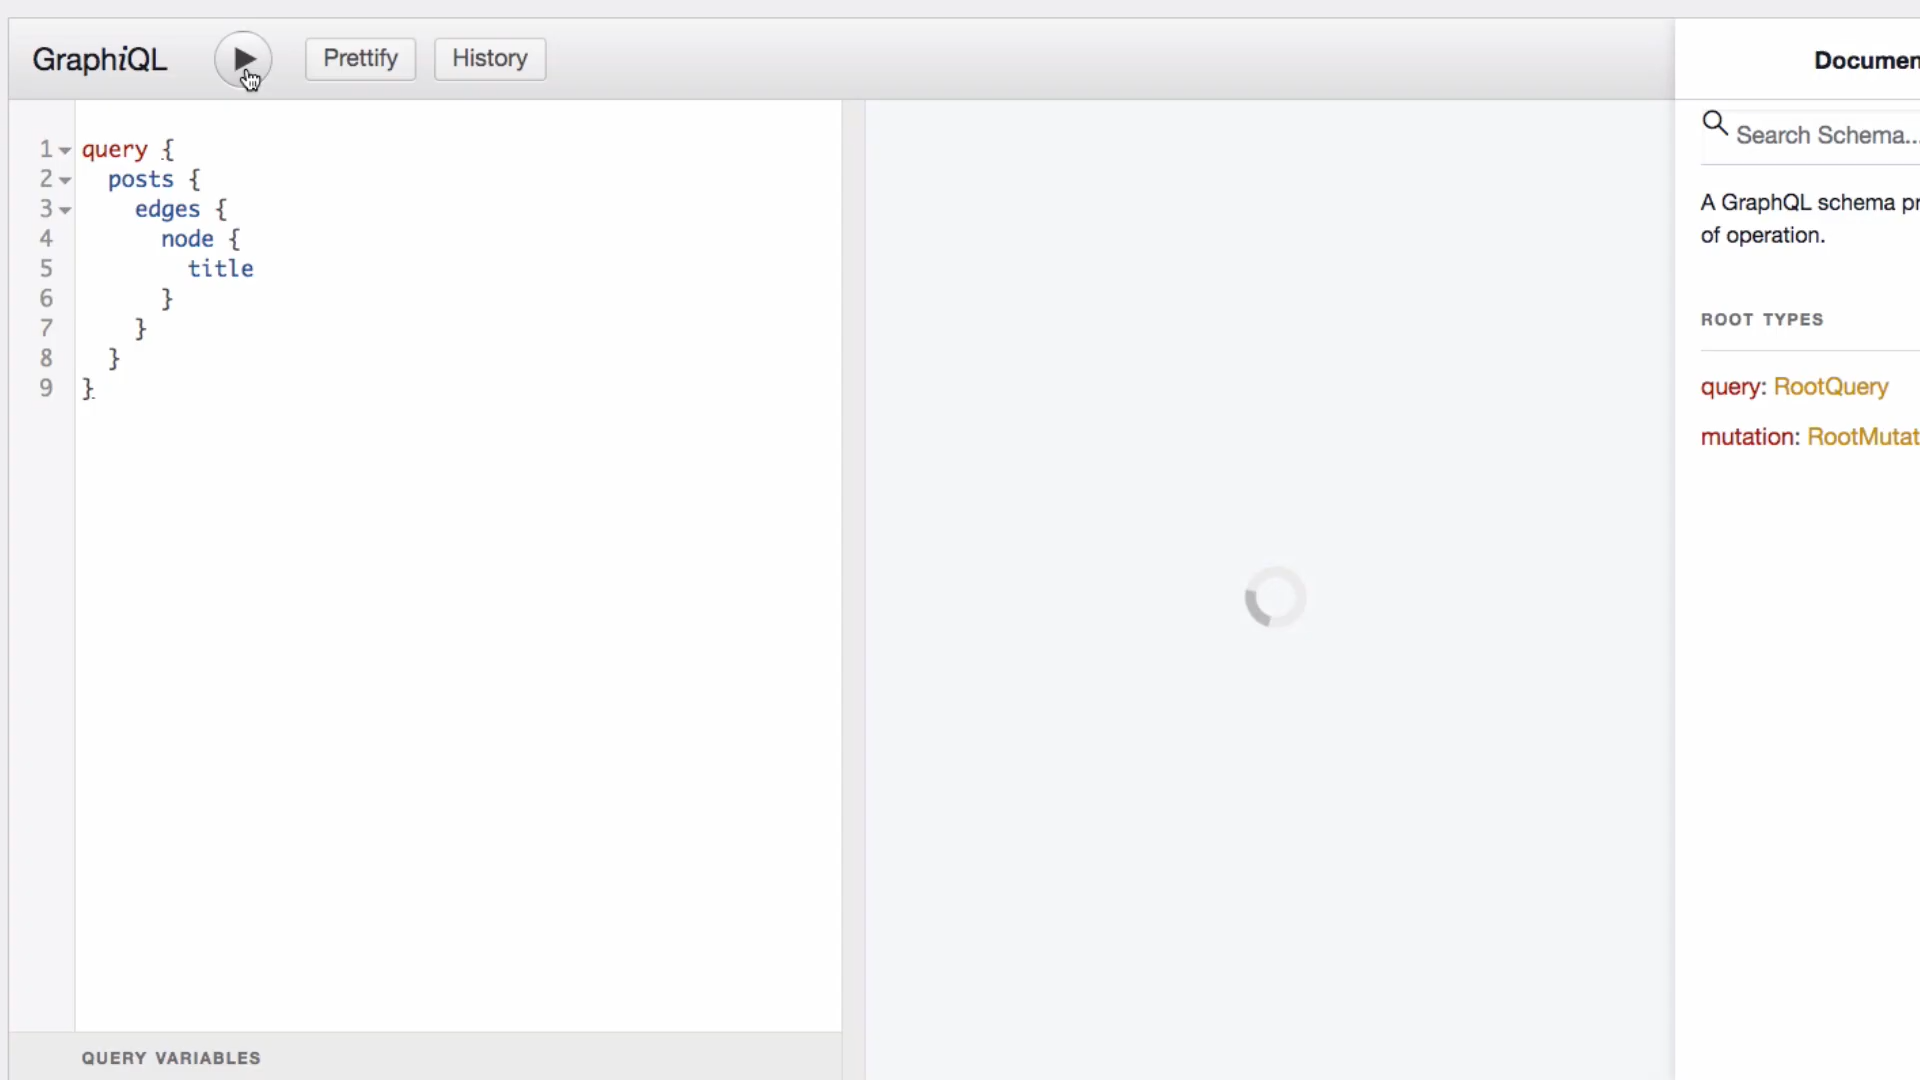 GraphiQL
Prettify
History
Documen
1 query {
2 posts {
3 edges {
4 node {
5 title
6 }
7 }
8 }
9 }
QUERY VARIABLES
Search Schema...
A GraphQL schema pr
of operation.
ROOT TYPES
query: RootQuery
mutation: RootMutat